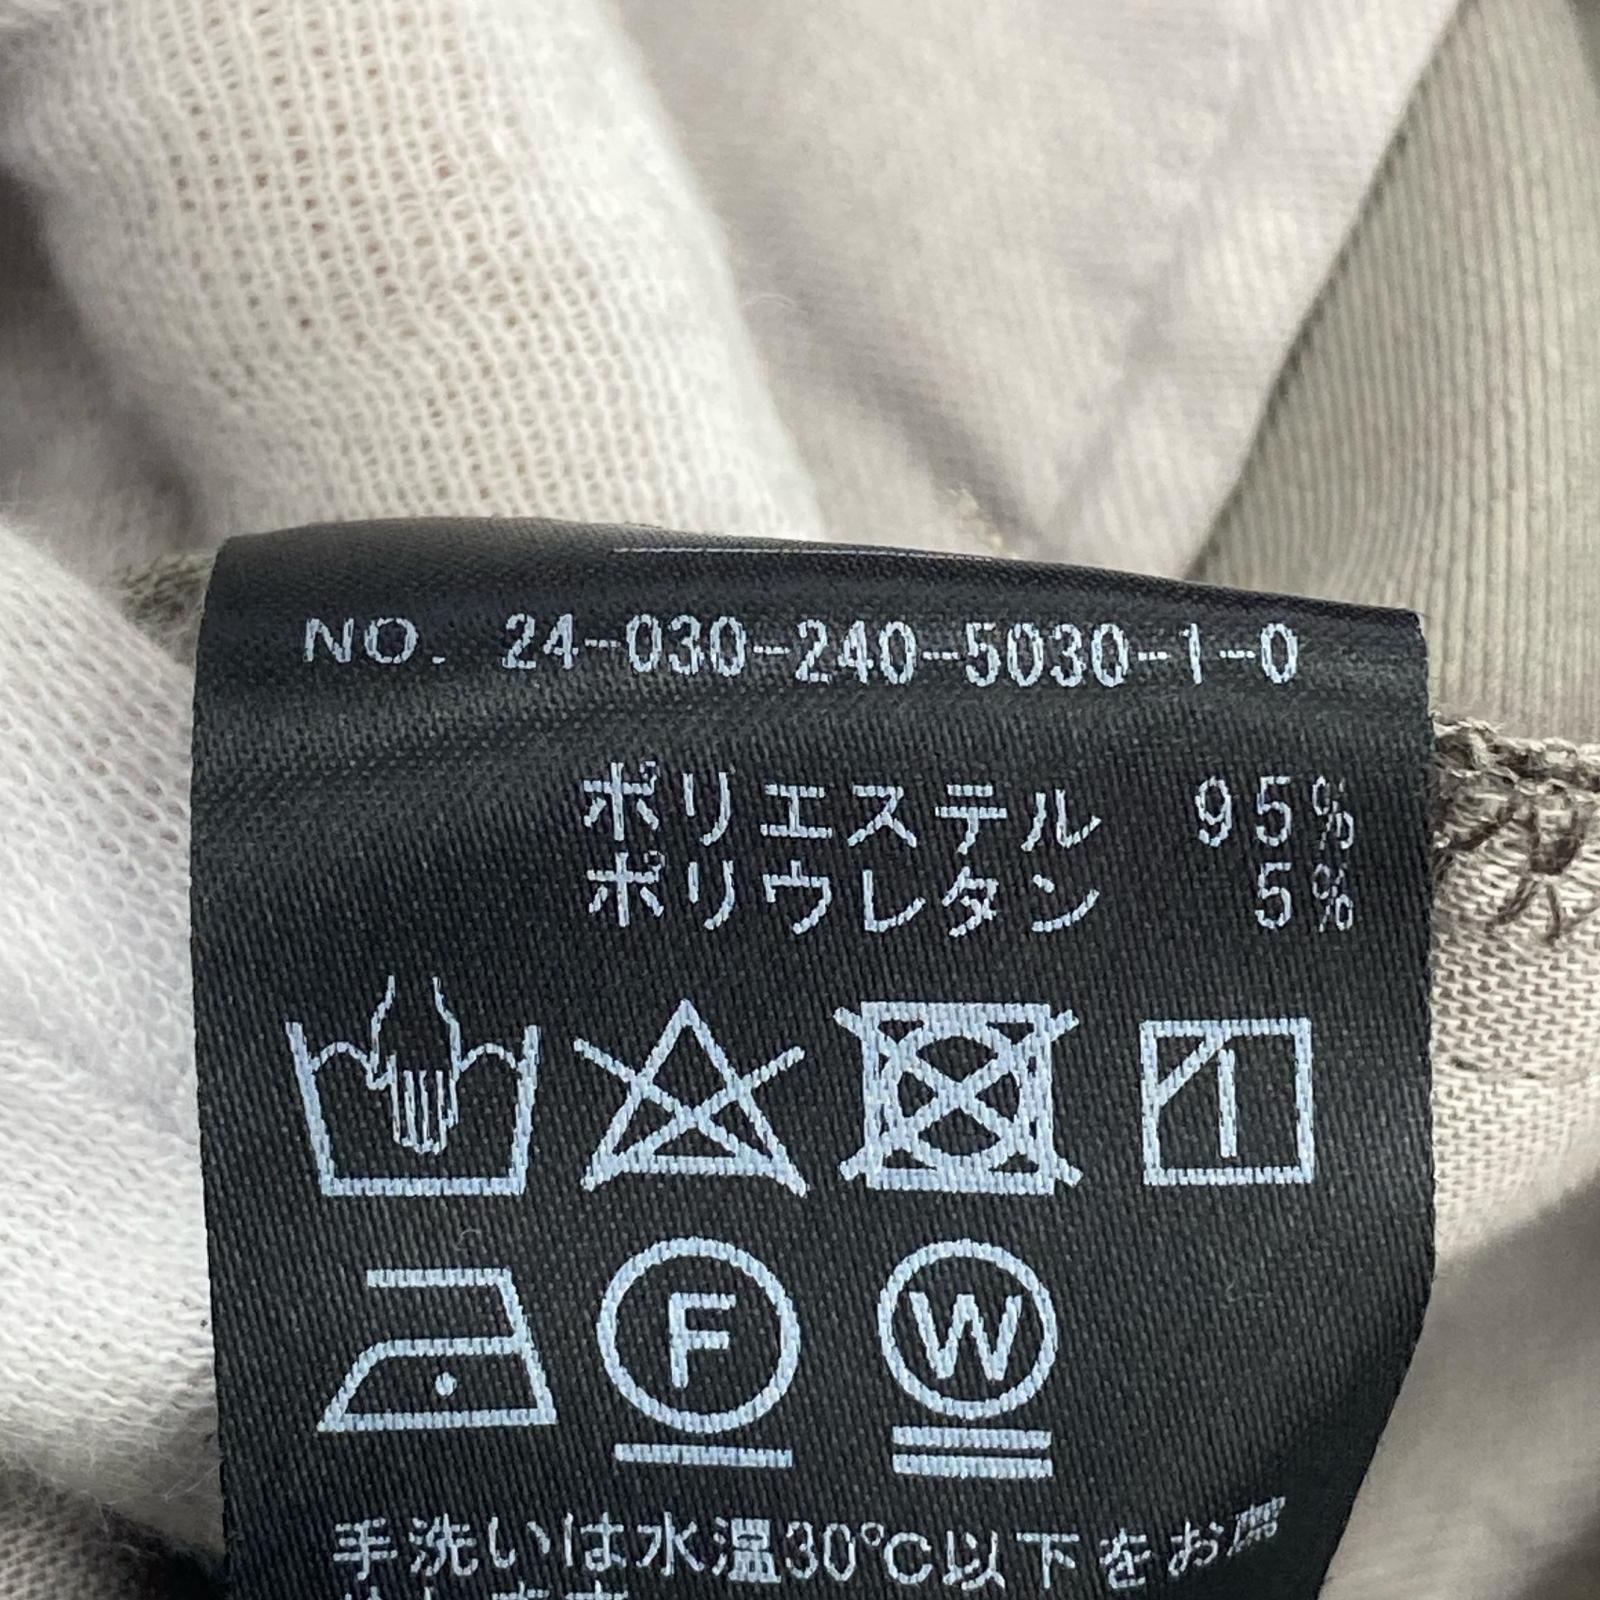 NO. 24-030-240-5030-1-0
ポリエステル 95%
ポリウレタン 5%
F W
手洗いは水温30℃以下をお薦